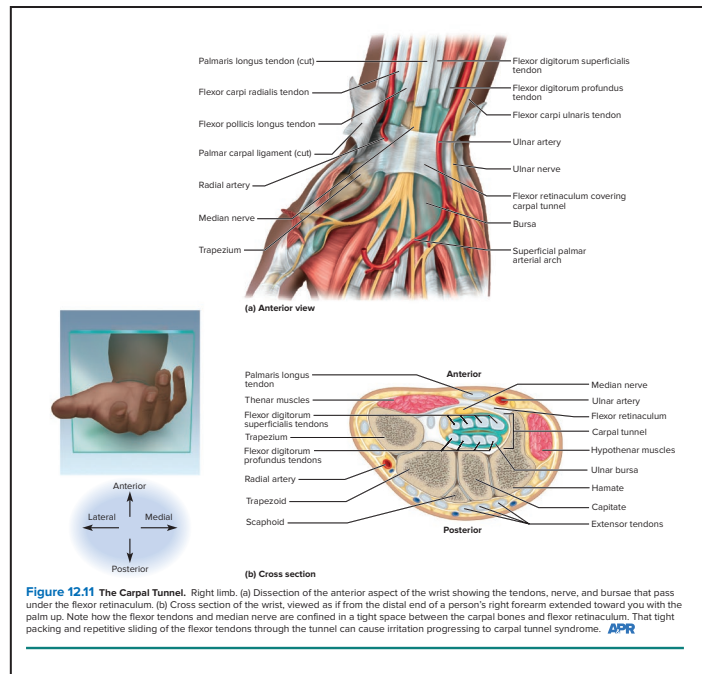 Palmaris longus tendon (cut)
Flexor carpi radialis tendon
Flexor pollicis longus tendon
Palmar carpal ligament (cut)
Radial artery
Median nerve
Trapezium
Flexor digitorum superficialis
tendon
Flexor digitorum profundus
tendon
Flexor carpi ulnaris tendon
Ulnar artery
Ulnar nerve
Flexor retinaculum covering
carpal tunnel
Bursa
Superficial palmar
arterial arch
(a) Anterior view
Palmaris longus
tendon
Thenar muscles
Flexor digitorum
superficialis tendons
Trapezium
Flexor digitorum
profundus tendons
Radial artery
Trapezoid
Scaphoid
Anterior
Median nerve
Ulnar artery
Flexor retinaculum
Carpal tunnel
Hypothenar muscles
Ulnar bursa
Hamate
Capitate
Extensor tendons
Posterior
Anterior
Lateral Medial
Posterior
(b) Cross section
Figure 12.11 The Carpal Tunnel. Right limb. (a) Dissection of the anterior aspect of the wrist showing the tendons, nerve, and bursae that pass
under the flexor retinaculum. (b) Cross section of the wrist, viewed as if from the distal end of a person's right forearm extended toward you with the
palm up. Note how the flexor tendons and median nerve are confined in a tight space between the carpal bones and flexor retinaculum. That tight
packing and repetitive sliding of the flexor tendons through the tunnel can cause irritation progressing to carpal tunnel syndrome. APR